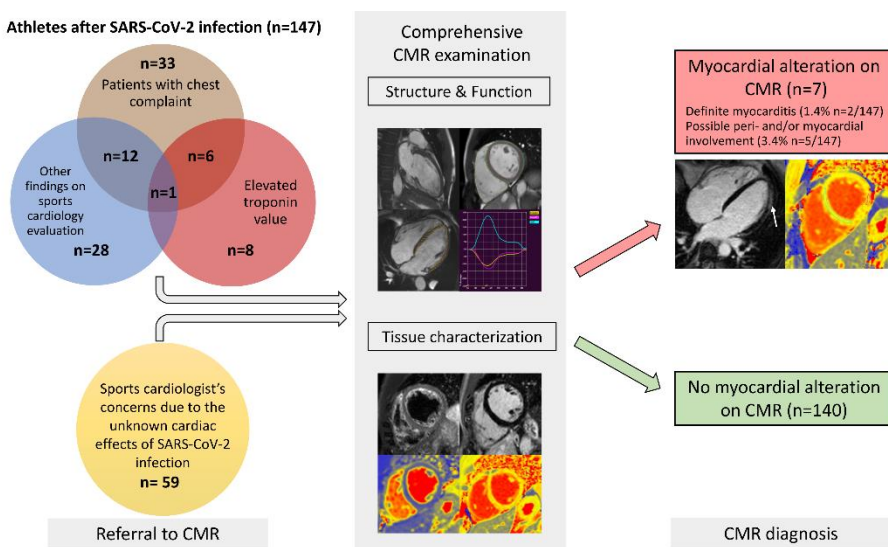 Athletes after SARS-CoV-2 infection (n=147)
n=33
Patients with chest
complaint
n=12
n=6
n=1
Other
findings on
sports
cardiology
evaluation
n=28
Elevated
troponin
value
n=8
Sports cardiologist's
concerns due to the
unknown cardiac
effects of SARS-CoV-2
infection
n= 59
Referral to CMR
Comprehensive
CMR examination
Structure & Function
Tissue characterization
Myocardial alteration on
CMR (n=7)
Definite myocarditis (1.4% n=2/147)
Possible peri- and/or myocardial
involvement (3.4% n=5/147)
No myocardial alteration
on CMR (n=140)
CMR diagnosis